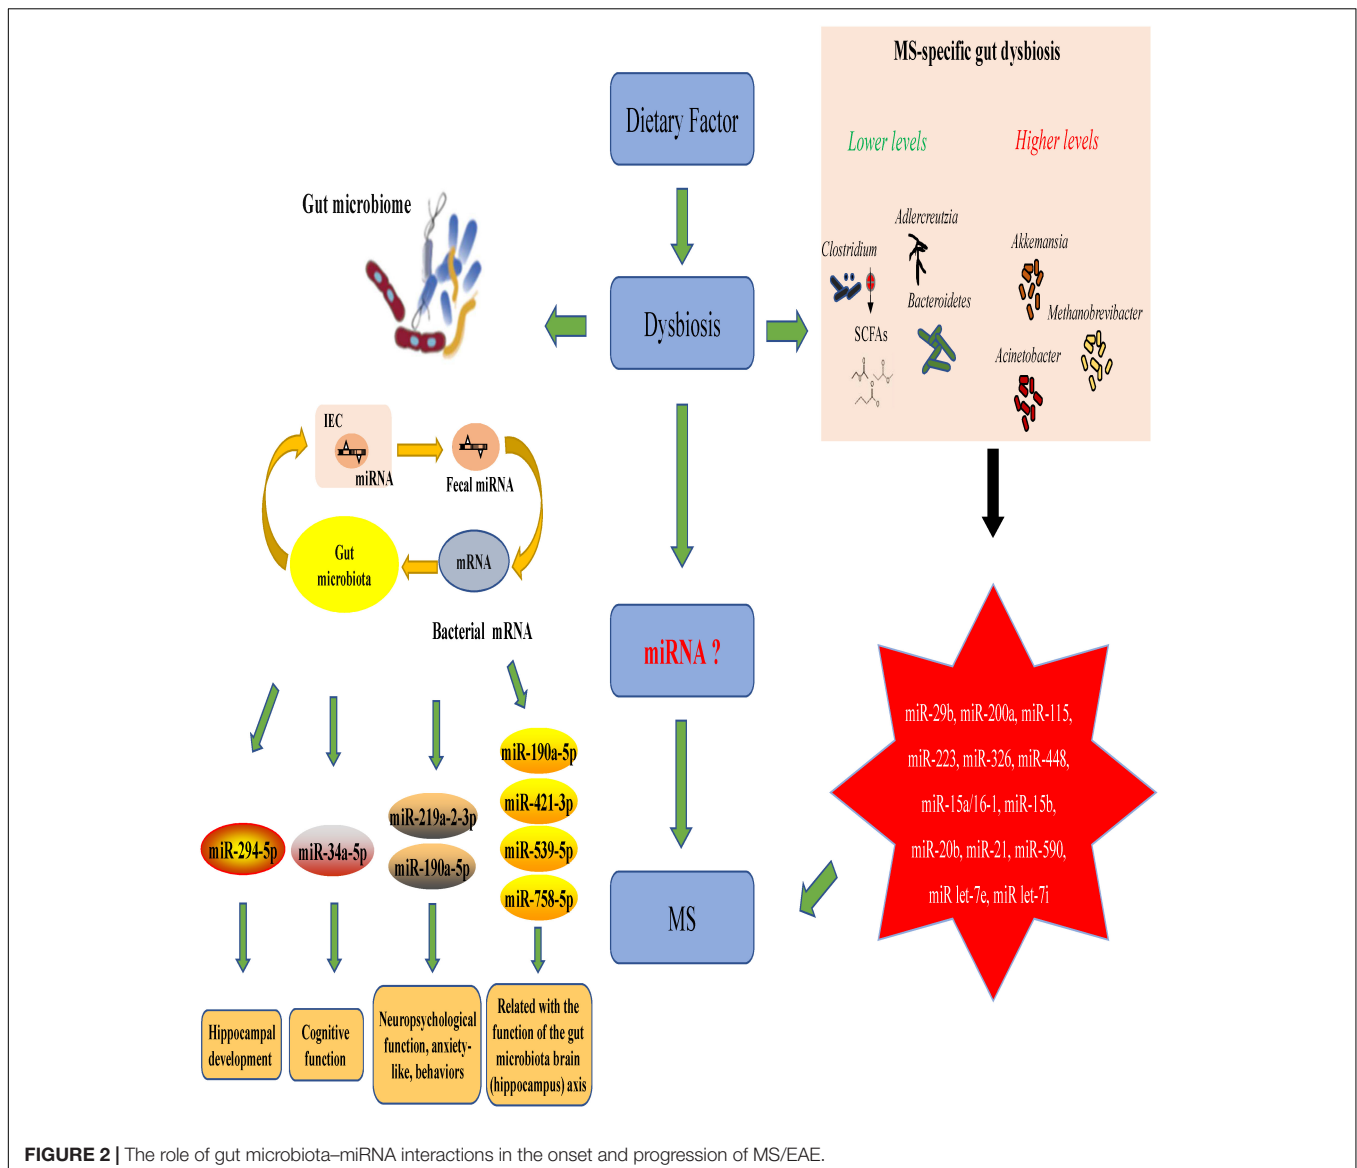 MS-specific gut dysbiosis
Dietary Factor
Lower levels
Higher levels
Gut microbiome
Adlercreutzia
Clostridium
Akkemansia
Bacteroidetes
Methanobrevibacter
Dysbiosis
SCFAs
Acinetobacter
IEC
miRNA
Fecal miRNA
Gut
microbiota
mRNA
Bacterial mRNA
miRNA ?
miR-29b, miR-200a, miR-115,
miR-223, miR-326, miR-448,
miR-15a/16-1, miR-15b,
miR-20b, miR-21, miR-590,
miR let-7e, miR let-7i
miR-190a-5p
miR-421-3p
miR-539-5p
miR-758-5p
miR-219a-2-3p
miR-190a-5p
miR-294-5p
miR-34a-5p
MS
Hippocampal
development
Cognitive
function
Neuropsychological
function, anxiety-
like, behaviors
Related with the
function of the gut
microbiota brain
(hippocampus) axis
FIGURE 2 | The role of gut microbiota–miRNA interactions in the onset and progression of MS/EAE.